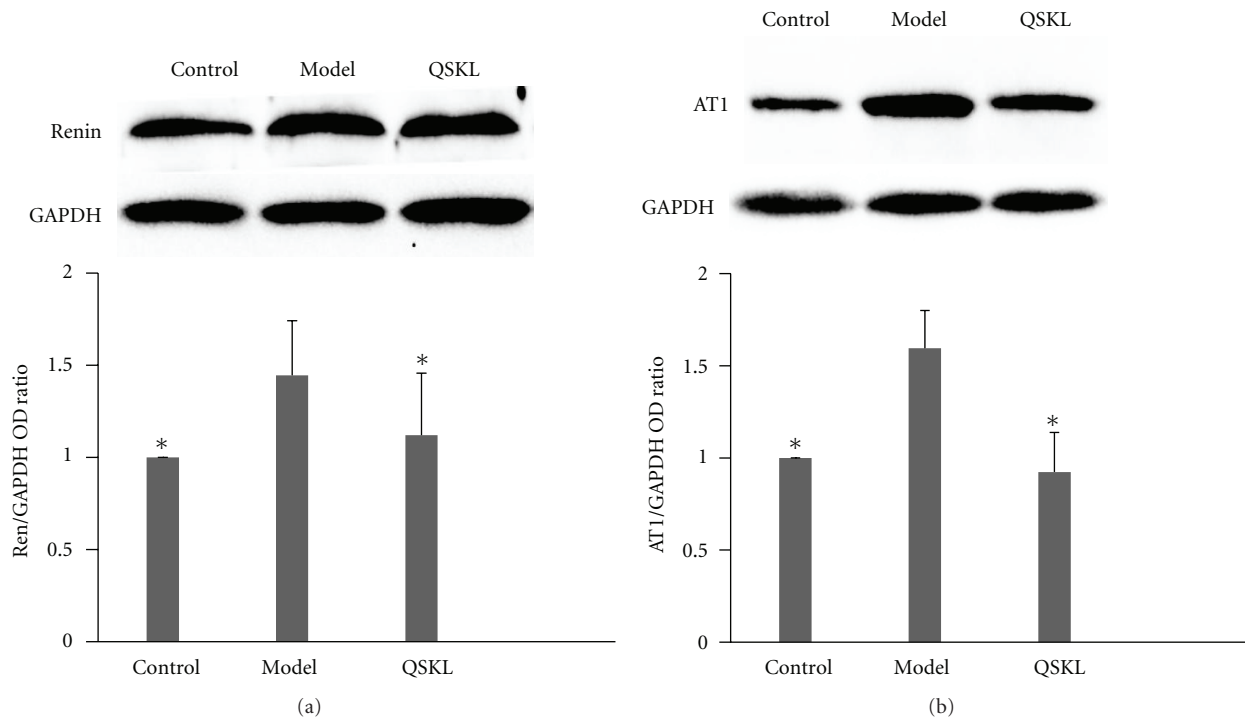 Control Model QSKL
Renin
GAPDH
2
1.5
1
0.5
0
Ren/GAPDH OD ratio
*
*
Control Model QSKL
(a)
Control Model QSKL
AT1
GAPDH
2
1.5
1
0.5
0
AT1/GAPDH OD ratio
*
*
Control Model QSKL
(b)